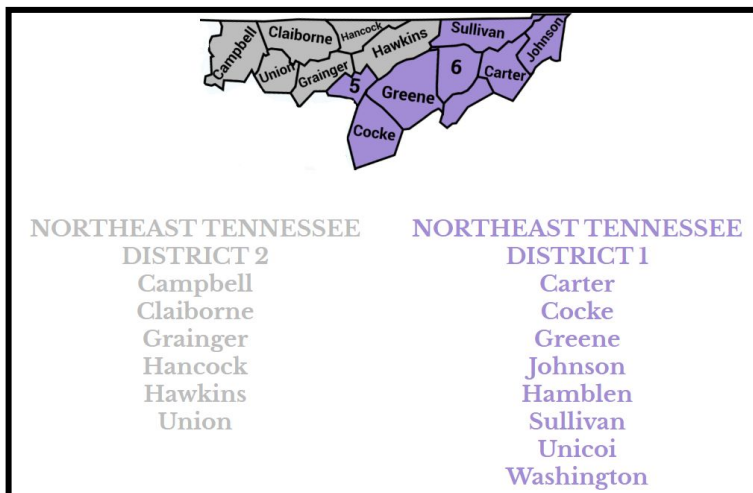 Campbell
Claiborne
Hancock
Hawkins
Sullivan
Johnson
Union
Grainger
5
Greene
6
Carter
Cocke
NORTHEAST TENNESSEE
DISTRICT 2
Campbell
Claiborne
Grainger
Hancock
Hawkins
Union
NORTHEAST TENNESSEE
DISTRICT 1
Carter
Cocke
Greene
Johnson
Hamblen
Sullivan
Unicoi
Washington